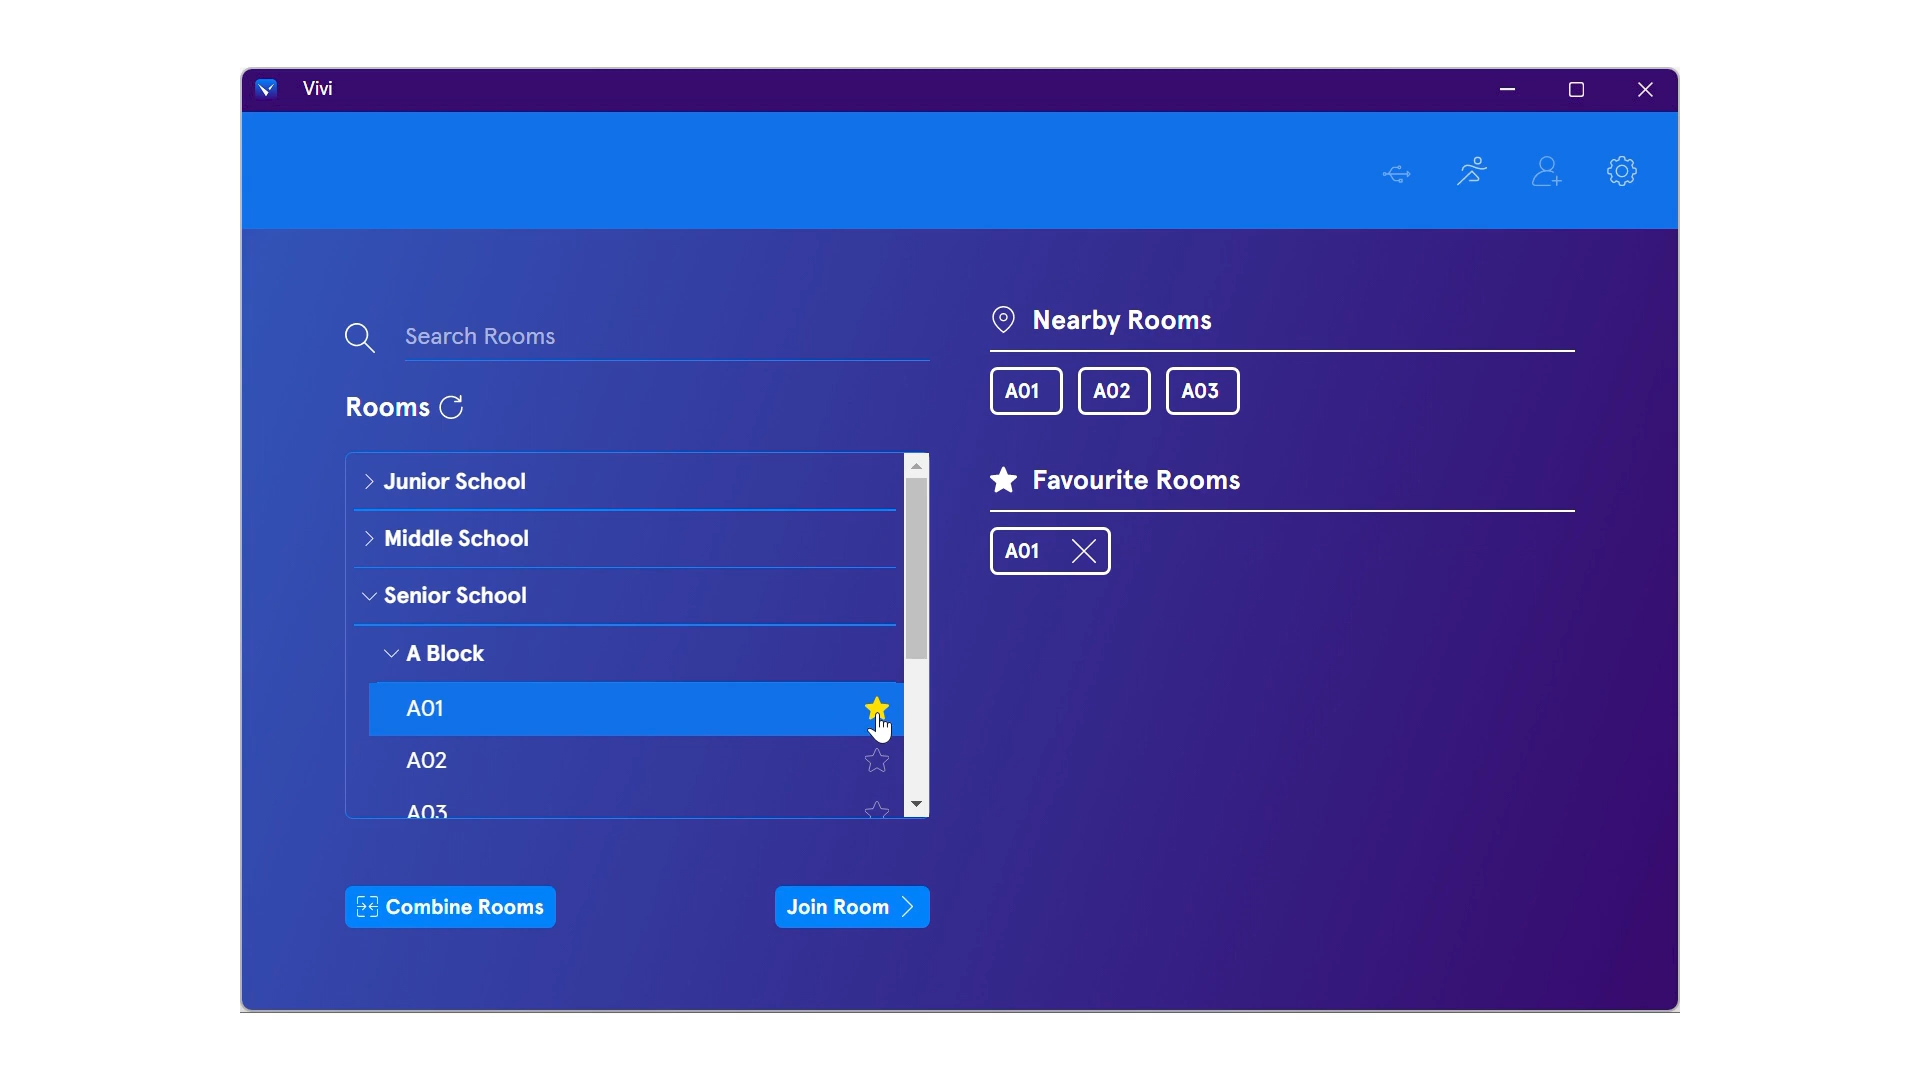 Vivi
Search Rooms
Rooms
Junior School
Middle School
Senior School
A Block
A01
A02
A03
Combine Rooms
Join Room
Nearby Rooms
A01
A02
A03
Favourite Rooms
A01